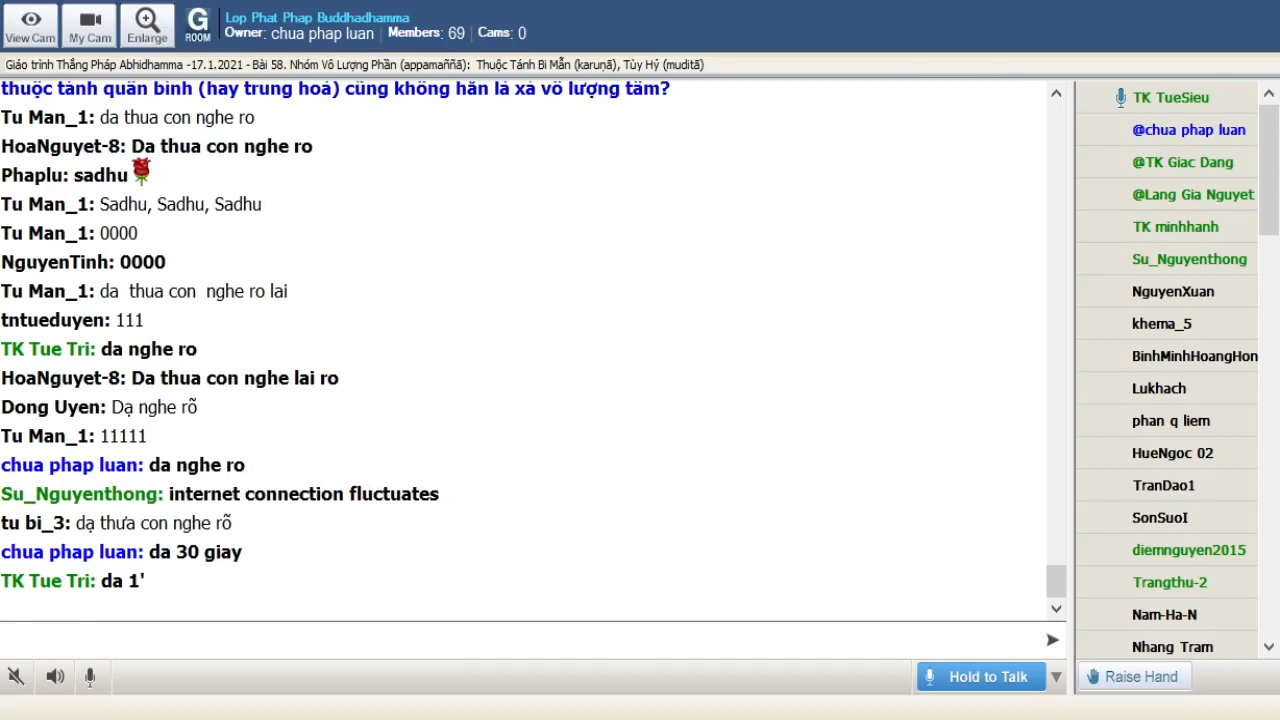 View Cam
My Cam
Enlarge
G
ROOM
Lop Phat Phap Buddhadhamma
Owner: chua phap luan Members: 69 Cams: 0
Giáo trình Thắng Pháp Abhidhamma -17.1.2021 - Bài 58. Nhóm Vô Lượng Phần (appamaññā): Thuộc Tánh Bi Mẫn (karuṇā), Tùy Hỷ (muditā)
thuộc tánh quân bình (hay trung hoà) cũng không hẳn là xả vô lượng tâm?
Tu Man_1: da thua con nghe ro
HoaNguyet-8: Da thua con nghe ro
Phaplu: sadhu
Tu Man_1: Sadhu, Sadhu, Sadhu
Tu Man_1: 0000
NguyenTinh: 0000
Tu Man_1: da thua con nghe ro lai
tntueduyen: 111
TK Tue Tri: da nghe ro
HoaNguyet-8: Da thua con nghe lai ro
Dong Uyen: Dạ nghe rõ
Tu Man_1: 11111
chua phap luan: da nghe ro
Su_Nguyenthong: internet connection fluctuates
tu bi_3: dạ thưa con nghe rõ
chua phap luan: da 30 giay
TK Tue Tri: da 1'
TK TueSieu
@chua phap luan
@TK Giac Dang
@Lang Gia Nguyet
TK minhhanh
Su_Nguyenthong
NguyenXuan
khema_5
BinhMinhHoangHon
Lukhach
phan q liem
HueNgoc 02
TranDao1
SonSuoI
diemnguyen2015
Trangthu-2
Nam-Ha-N
Nhang Tram
Hold to Talk
Raise Hand